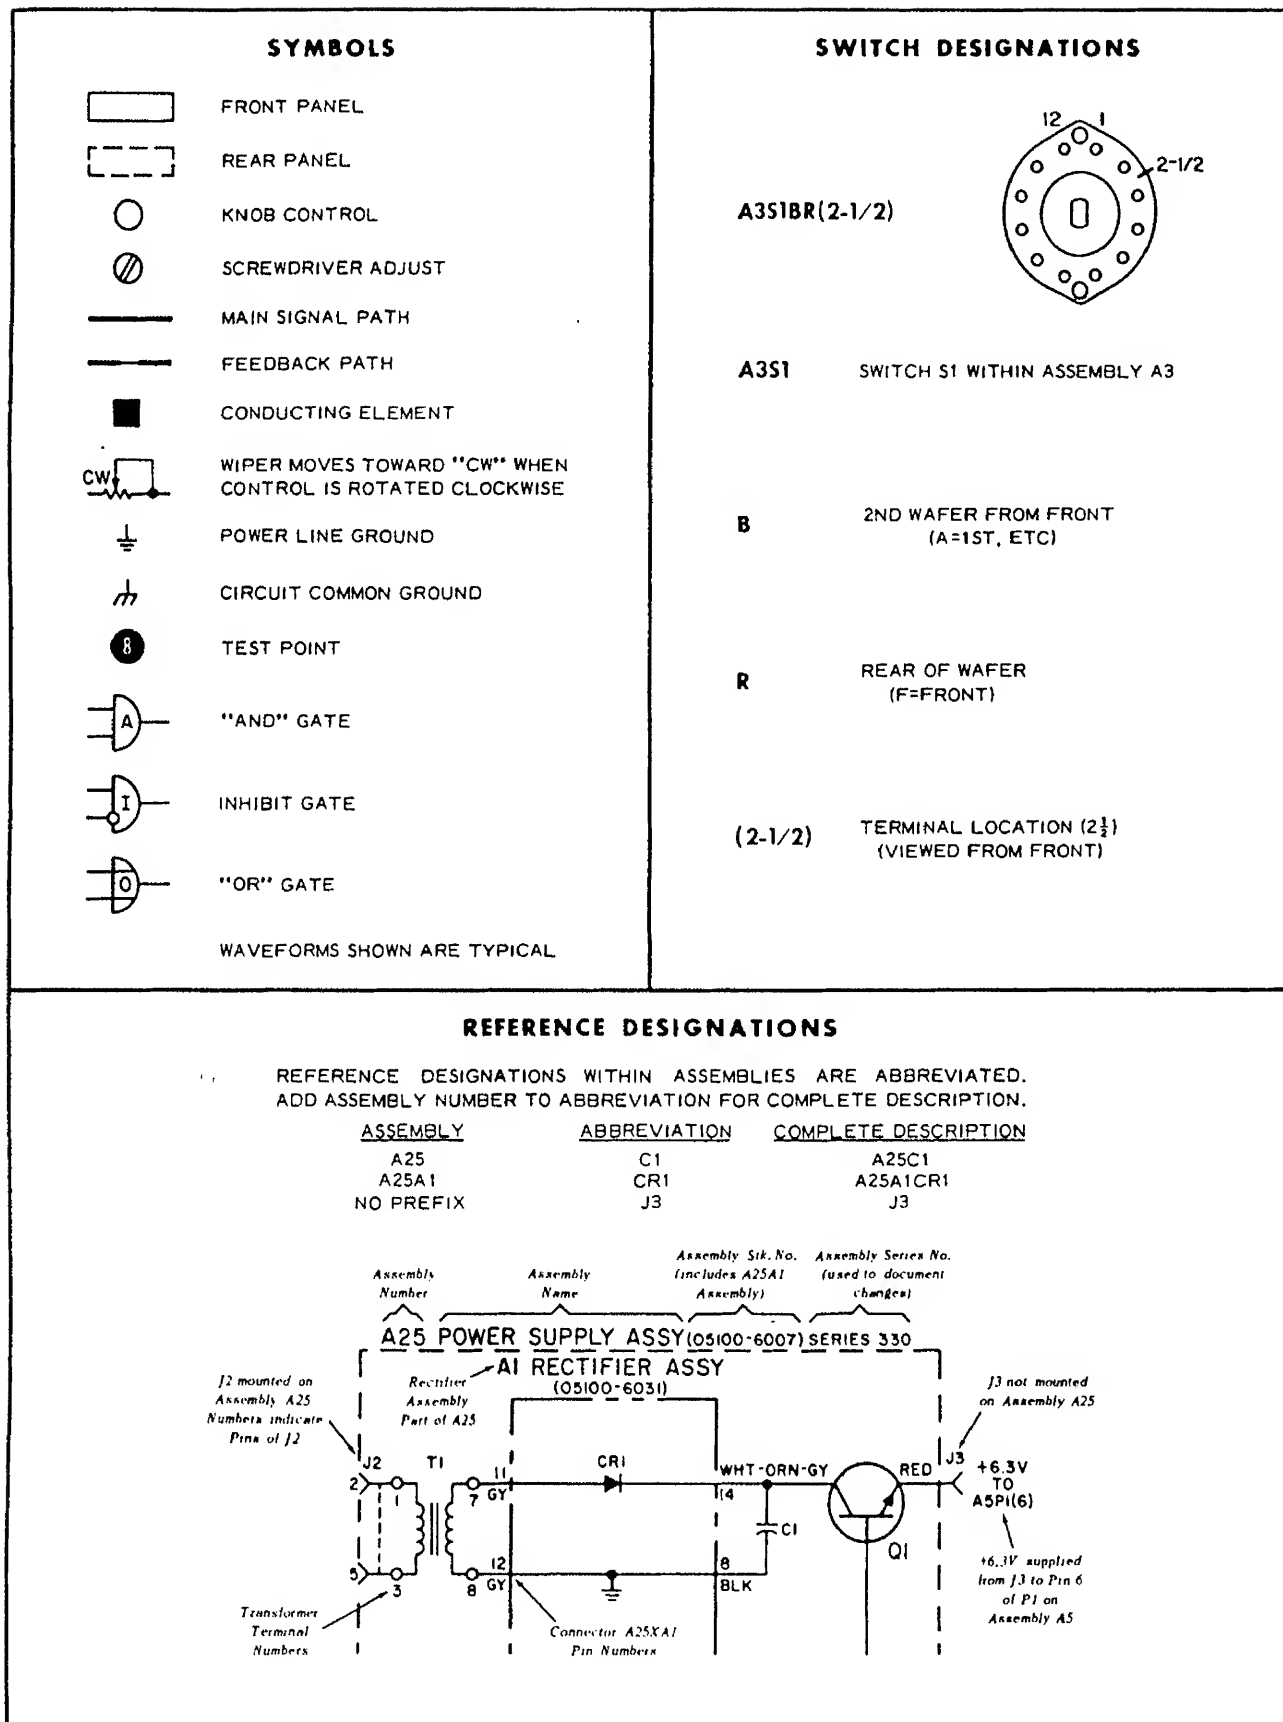 SYMBOLS
FRONT PANEL
REAR PANEL
KNOB CONTROL
SCREWDRIVER ADJUST
MAIN SIGNAL PATH
FEEDBACK PATH
CONDUCTING ELEMENT
CW
WIPER MOVES TOWARD "CW" WHEN
CONTROL IS ROTATED CLOCKWISE
POWER LINE GROUND
CIRCUIT COMMON GROUND
8
TEST POINT
A
"AND" GATE
I
INHIBIT GATE
O
"OR" GATE
WAVEFORMS SHOWN ARE TYPICAL
SWITCH DESIGNATIONS
12 1
2-1/2
A3S1BR(2-1/2)
A3S1 SWITCH S1 WITHIN ASSEMBLY A3
B 2ND WAFER FROM FRONT
(A=1ST, ETC)
R REAR OF WAFER
(F=FRONT)
(2-1/2) TERMINAL LOCATION (2½)
(VIEWED FROM FRONT)
REFERENCE DESIGNATIONS
REFERENCE DESIGNATIONS WITHIN ASSEMBLIES ARE ABBREVIATED.
ADD ASSEMBLY NUMBER TO ABBREVIATION FOR COMPLETE DESCRIPTION.
ASSEMBLY ABBREVIATION COMPLETE DESCRIPTION
A25 C1 A25C1
A25A1 CR1 A25A1CR1
NO PREFIX J3 J3
Assembly
Number
Assembly
Name
Assembly Stk. No.
(includes A25A1
Assembly)
Assembly Series No.
(used to document
changes)
A25 POWER SUPPLY ASSY (05100-6007) SERIES 330
A1 RECTIFIER ASSY
(05100-6031)
J2 mounted on
Assembly A25
Numbers indicate
Pins of J2
Rectifier
Assembly
Part of A25
J3 not mounted
on Assembly A25
J2
T1
2
1
7
11
GY
CR1
WHT-ORN-GY
14
C1
RED
J3
+6.3V
TO
A5P1(6)
Q1
5
3
8
12
GY
8
BLK
+6.3V supplied
from J3 to Pin 6
of P1 on
Assembly A5
Transformer
Terminal
Numbers
Connector A25XA1
Pin Numbers